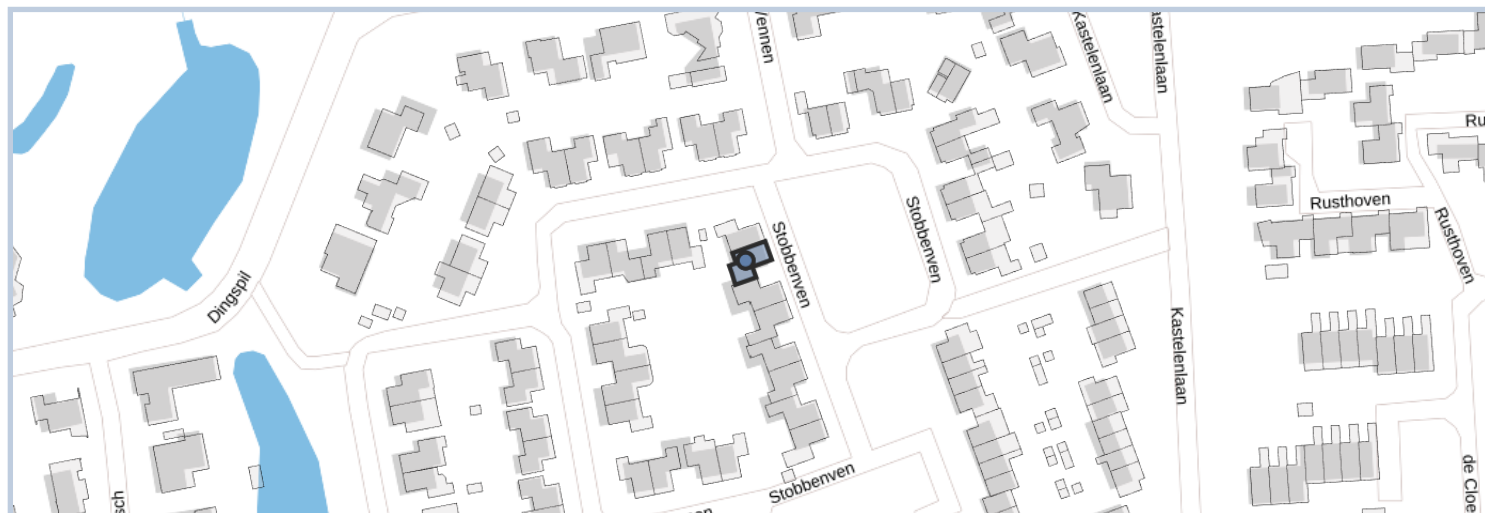 Kastelenlaan
Rusthoven
Stobbenven
Stobbenven
Rusthoven
Dingspil
Kastelenlaan
Stobbenven